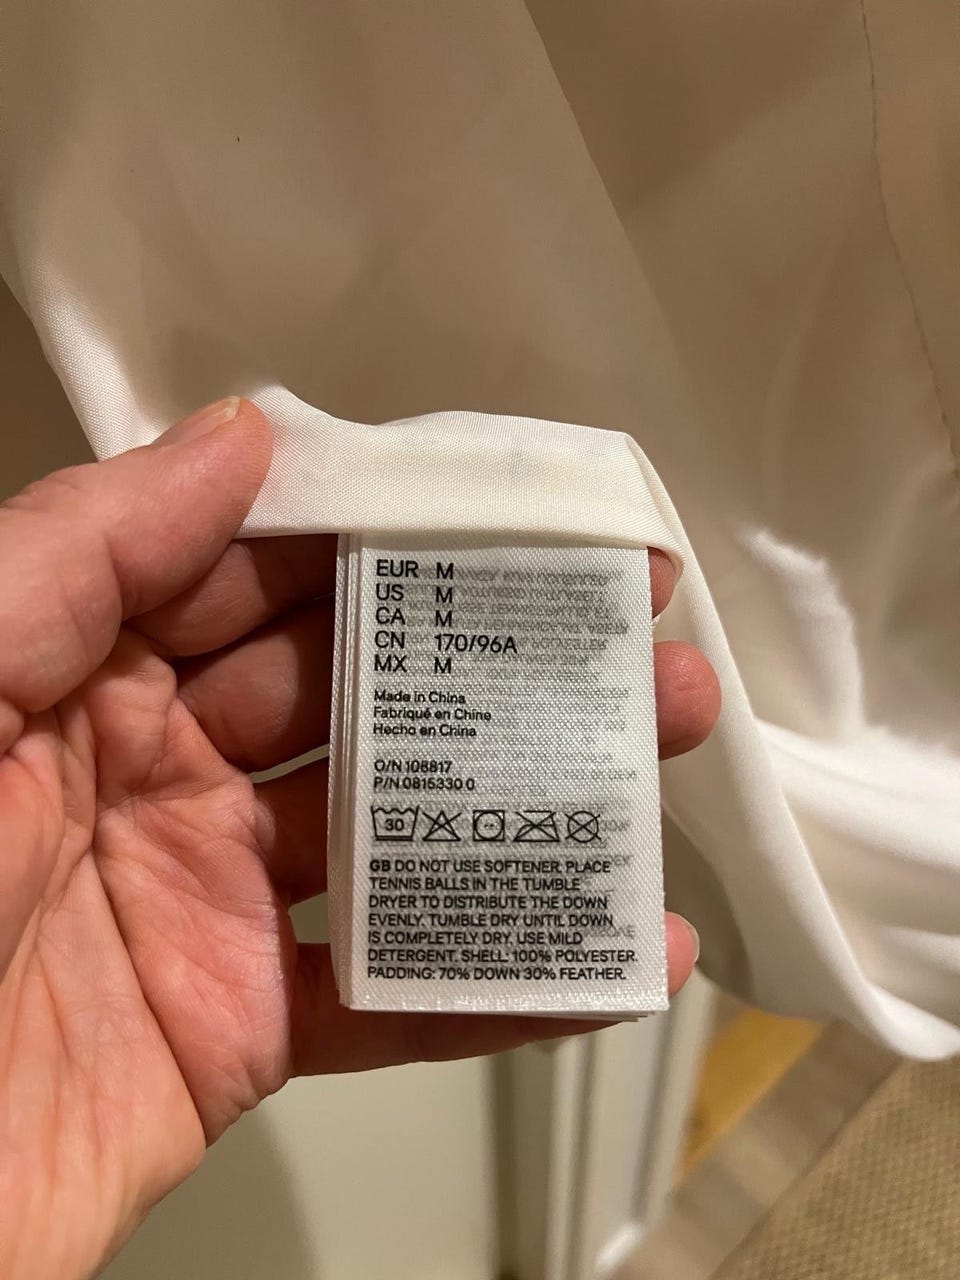 EUR M
US M
CA M
CN 170/96A
MX M
Made in China
Fabriqué en Chine
Hecho en China
O/N 108817
P/N 0815330 0
30
GB DO NOT USE SOFTENER. PLACE
TENNIS BALLS IN THE TUMBLE
DRYER TO DISTRIBUTE THE DOWN
EVENLY. TUMBLE DRY UNTIL DOWN
IS COMPLETELY DRY. USE MILD
DETERGENT. SHELL: 100% POLYESTER.
PADDING: 70% DOWN 30% FEATHER.